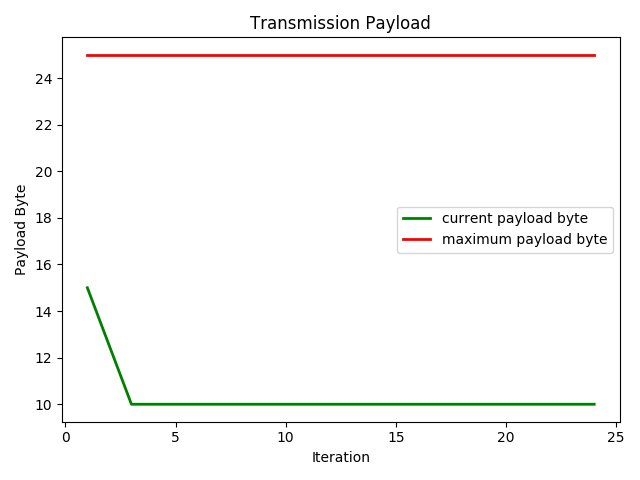 Transmission Payload
Payload Byte
24
22
20
18
16
14
12
10
current payload byte
maximum payload byte
0 5 10 15 20 25
Iteration